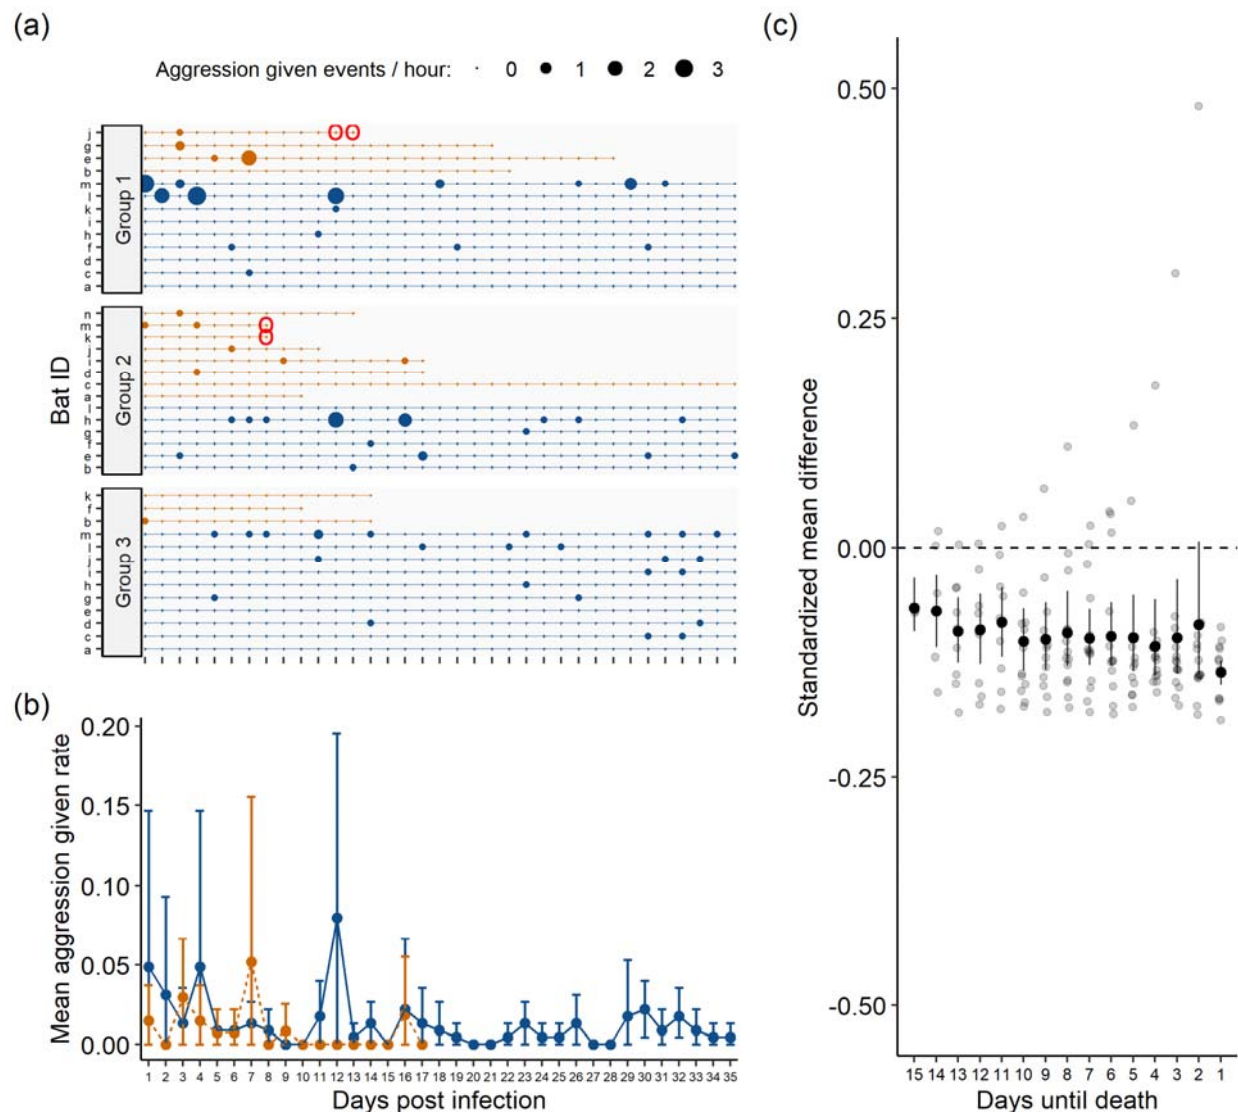 (a)
Aggression given events / hour: 0 1 2 3
Bat ID
Group 1
j
g
e
b
m
l
k
i
h
f
d
c
a
Group 2
n
m
k
j
i
d
c
a
l
h
g
f
e
b
Group 3
k
f
b
m
l
j
i
h
g
e
d
c
a
(b)
Mean aggression given rate
0.20
0.15
0.10
0.05
0.00
1 2 3 4 5 6 7 8 9 10 11 12 13 14 15 16 17 18 19 20 21 22 23 24 25 26 27 28 29 30 31 32 33 34 35
Days post infection
(c)
Standardized mean difference
0.50
0.25
0.00
-0.25
-0.50
15 14 13 12 11 10 9 8 7 6 5 4 3 2 1
Days until death